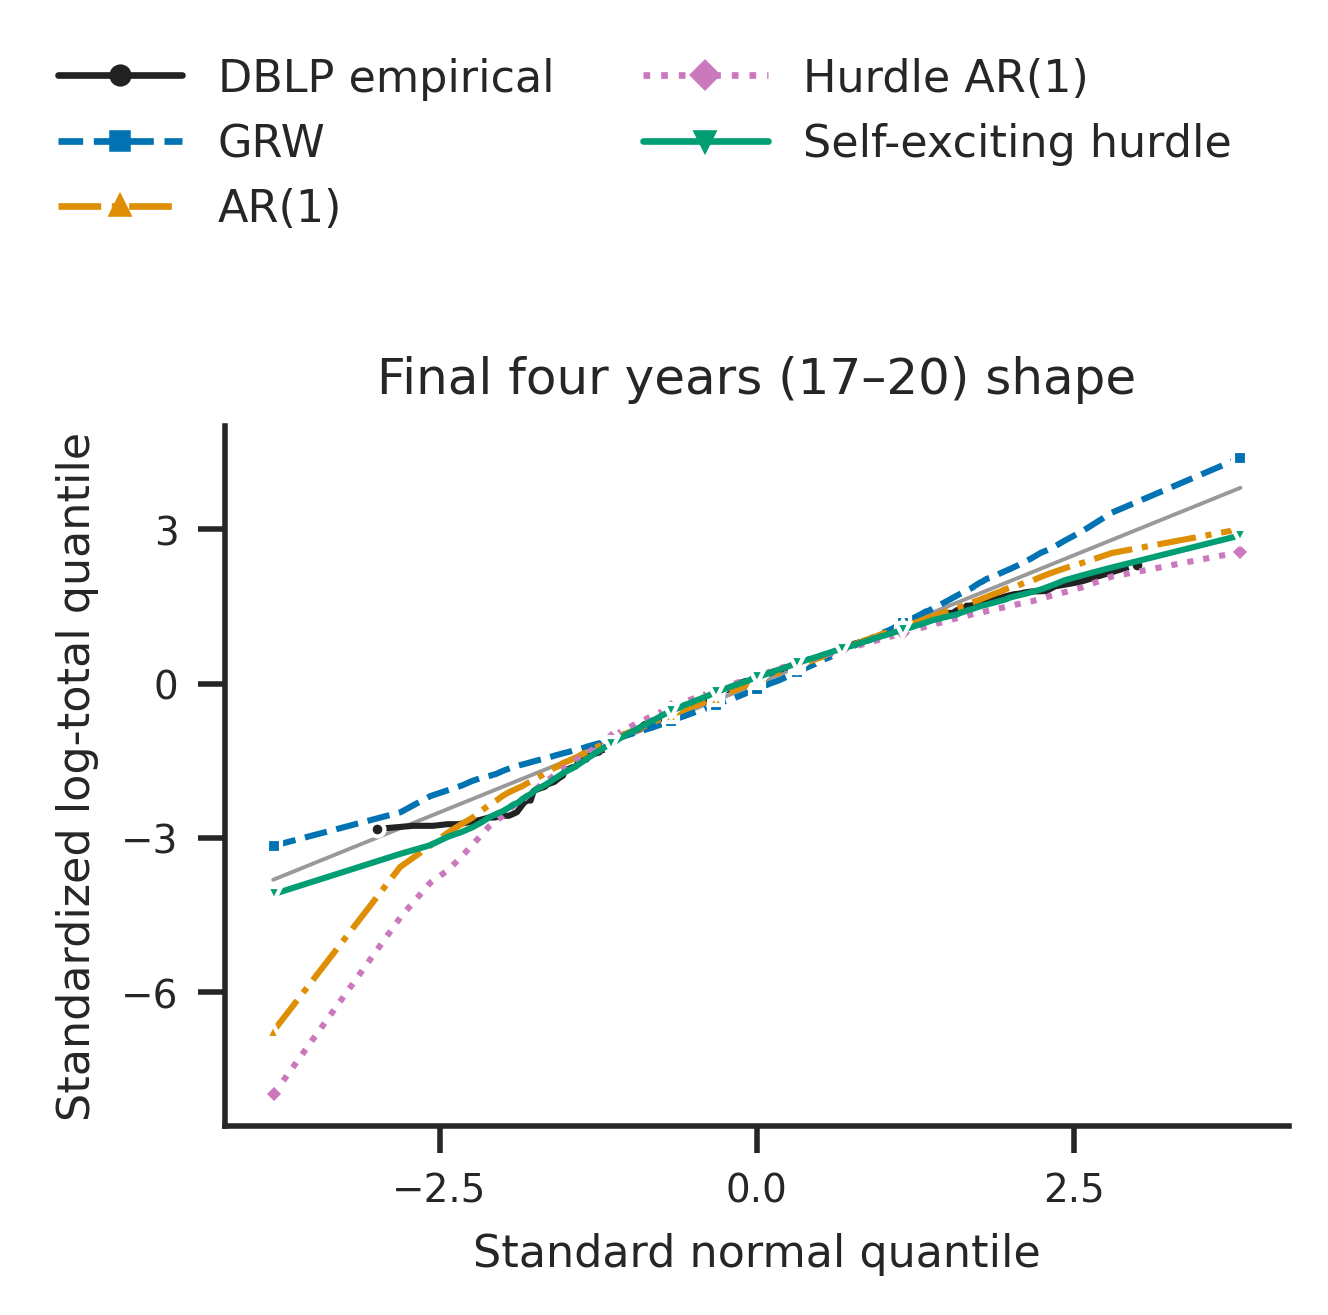 DBLP empirical
GRW
AR(1)
Hurdle AR(1)
Self-exciting hurdle
Final four years (17–20) shape
Standardized log-total quantile
3
0
−3
−6
−2.5
0.0
2.5
Standard normal quantile